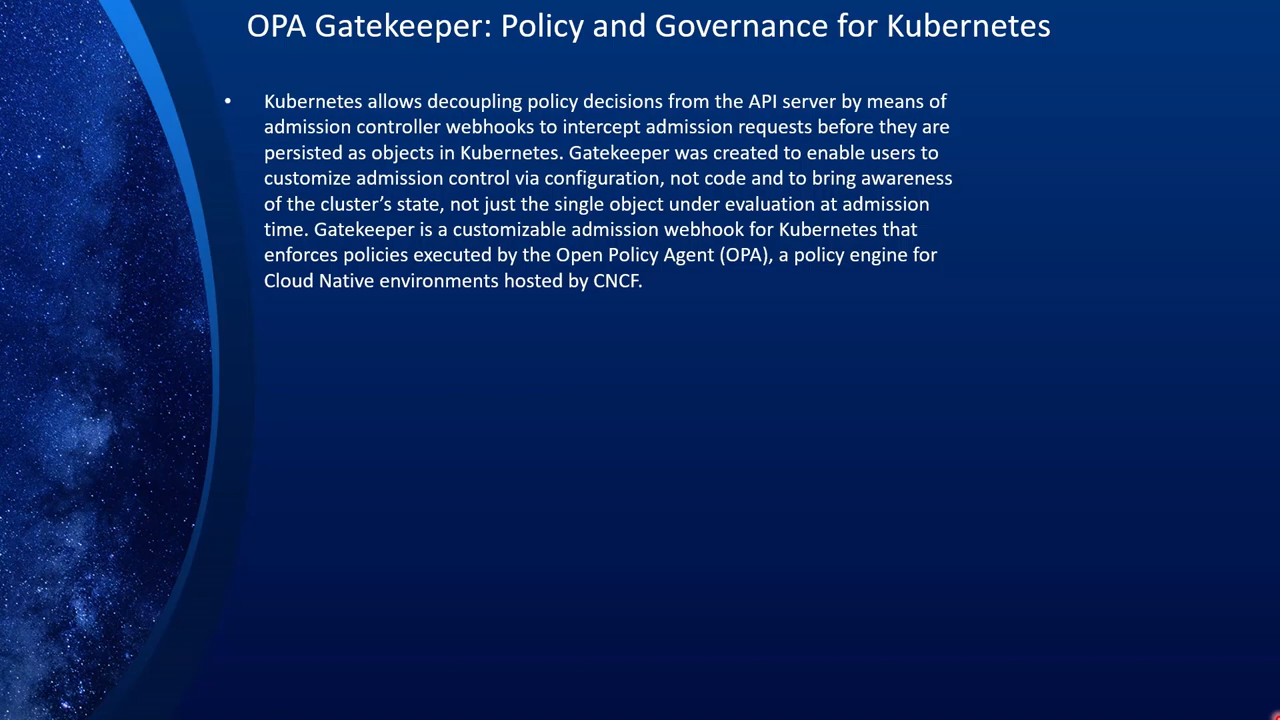 OPA Gatekeeper: Policy and Governance for Kubernetes
• Kubernetes allows decoupling policy decisions from the API server by means of
admission controller webhooks to intercept admission requests before they are
persisted as objects in Kubernetes. Gatekeeper was created to enable users to
customize admission control via configuration, not code and to bring awareness
of the cluster’s state, not just the single object under evaluation at admission
time. Gatekeeper is a customizable admission webhook for Kubernetes that
enforces policies executed by the Open Policy Agent (OPA), a policy engine for
Cloud Native environments hosted by CNCF.